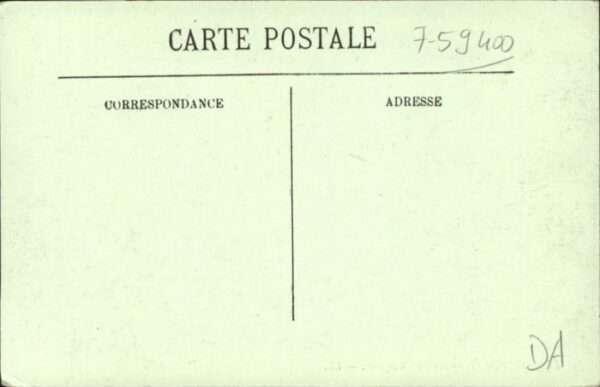 CARTE POSTALE 7-59400
CORRESPONDANCE
ADRESSE
DA